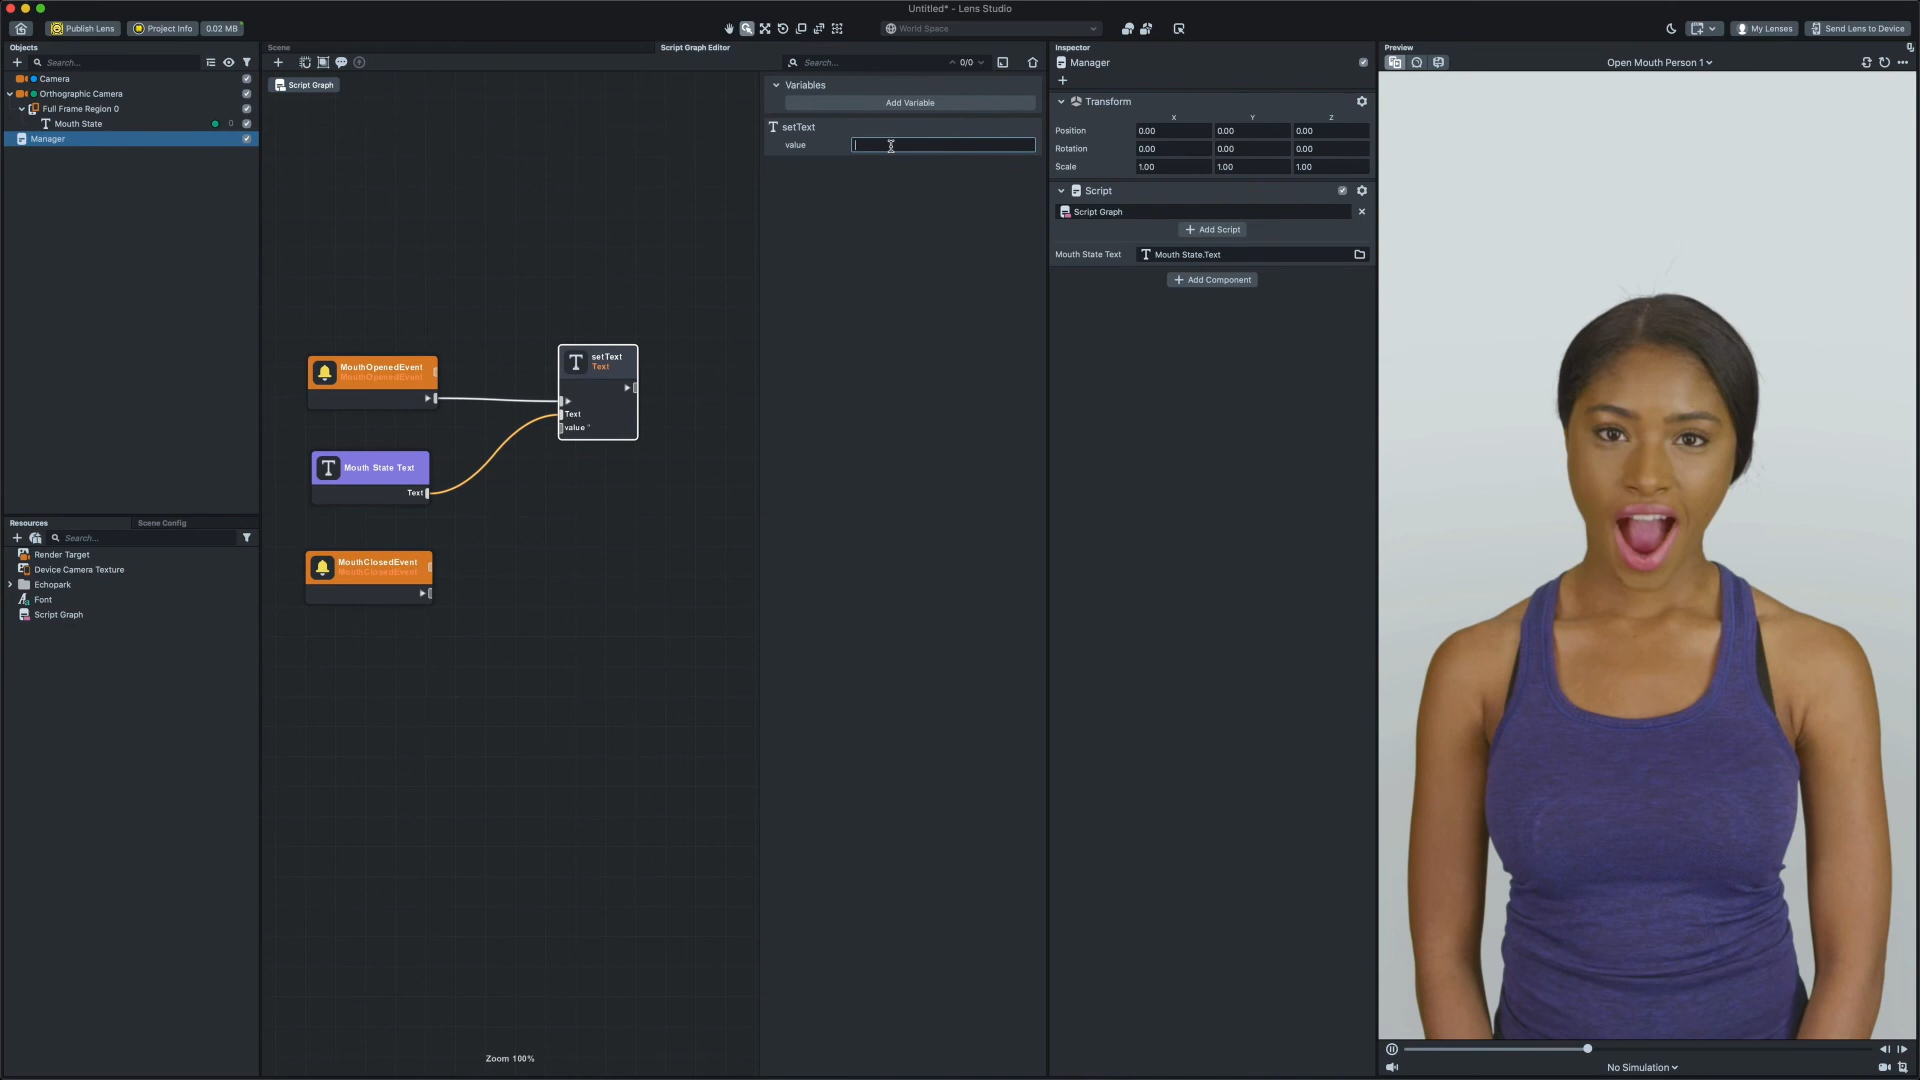 Untitled* - Lens Studio
Publish Lens
Project Info
0.02 MB
World Space
My Lenses
Send Lens to Device
Objects
Search...
Camera
Orthographic Camera
Full Frame Region 0
Mouth State
0
Manager
Resources
Scene Config
Search...
Render Target
Device Camera Texture
Echopark
Font
Script Graph
Scene
Script Graph Editor
Search...
0/0
Script Graph
MouthOpenedEvent
MouthOpenedEvent
setText
Text
Text
value "
Mouth State Text
Text
MouthClosedEvent
MouthClosedEvent
Zoom 100%
Variables
Add Variable
setText
value
Inspector
Manager
Transform
X Y Z
Position 0.00 0.00 0.00
Rotation 0.00 0.00 0.00
Scale 1.00 1.00 1.00
Script
Script Graph
+ Add Script
Mouth State Text
Mouth State.Text
+ Add Component
Preview
Open Mouth Person 1
No Simulation